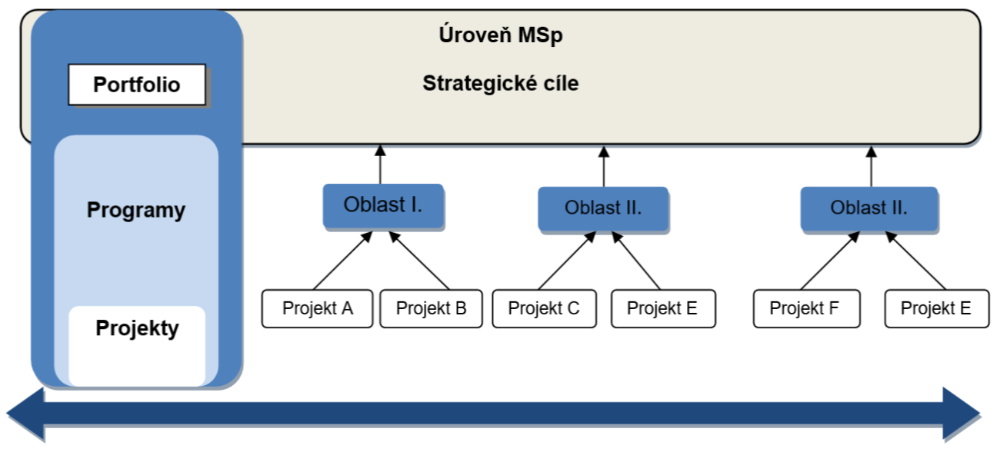 Úroveň MSp
Portfolio
Strategické cíle
Programy
Oblast I.
Oblast II.
Oblast II.
Projekty
Projekt A
Projekt B
Projekt C
Projekt E
Projekt F
Projekt E